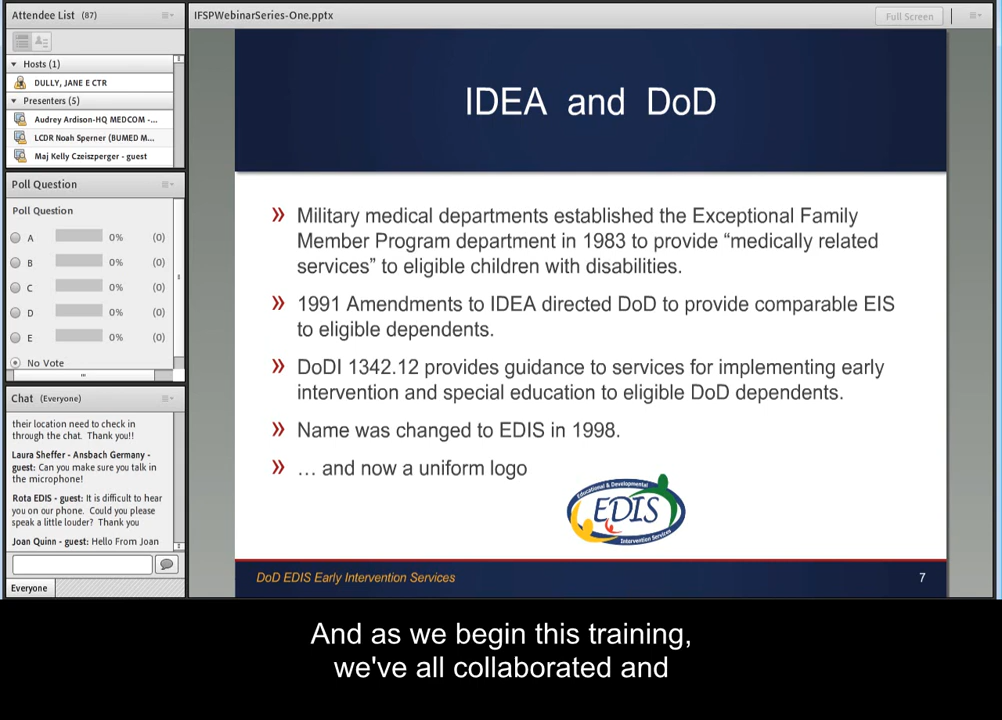 Attendee List (87)
Hosts (1)
DULLY, JANE E CTR
Presenters (5)
Audrey Ardison-HQ MEDCOM -...
LCDR Noah Sperner (BUMED M...
Maj Kelly Czeiszperger - guest
Poll Question
Poll Question
A 0% (0)
B 0% (0)
C 0% (0)
D 0% (0)
E 0% (0)
No Vote
Chat (Everyone)
their location need to check in
through the chat. Thank you!!
Laura Sheffer - Ansbach Germany -
guest: Can you make sure you talk in
the microphone!
Rota EDIS - guest: It is difficult to hear
you on our phone. Could you please
speak a little louder? Thank you
Joan Quinn - guest: Hello From Joan
Everyone
IFSPWebinarSeries-One.pptx
Full Screen
IDEA and DoD
» Military medical departments established the Exceptional Family
Member Program department in 1983 to provide “medically related
services” to eligible children with disabilities.
» 1991 Amendments to IDEA directed DoD to provide comparable EIS
to eligible dependents.
» DoDI 1342.12 provides guidance to services for implementing early
intervention and special education to eligible DoD dependents.
» Name was changed to EDIS in 1998.
» … and now a uniform logo
Educational & Developmental
EDIS
Intervention Services
DoD EDIS Early Intervention Services
7
And as we begin this training,
we've all collaborated and